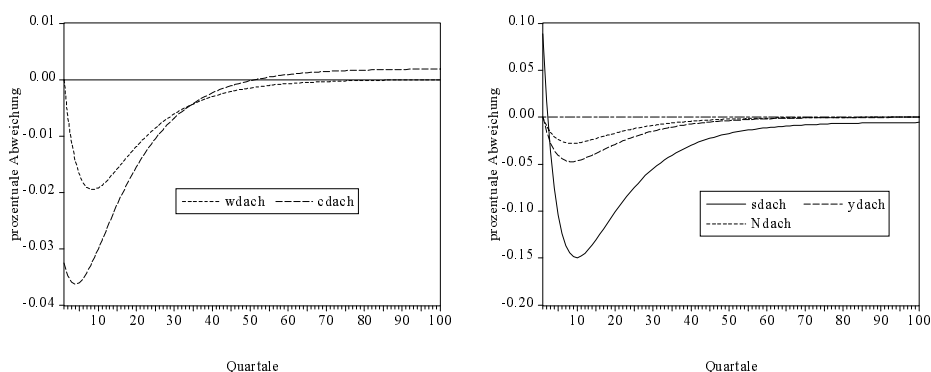 prozentuale Abweichung
0.01
0.00
-0.01
-0.02
-0.03
-0.04
wdach cdach
10 20 30 40 50 60 70 80 90 100
Quartale
prozentuale Abweichung
0.10
0.05
0.00
-0.05
-0.10
-0.15
-0.20
sdach ydach
Ndach
10 20 30 40 50 60 70 80 90 100
Quartale